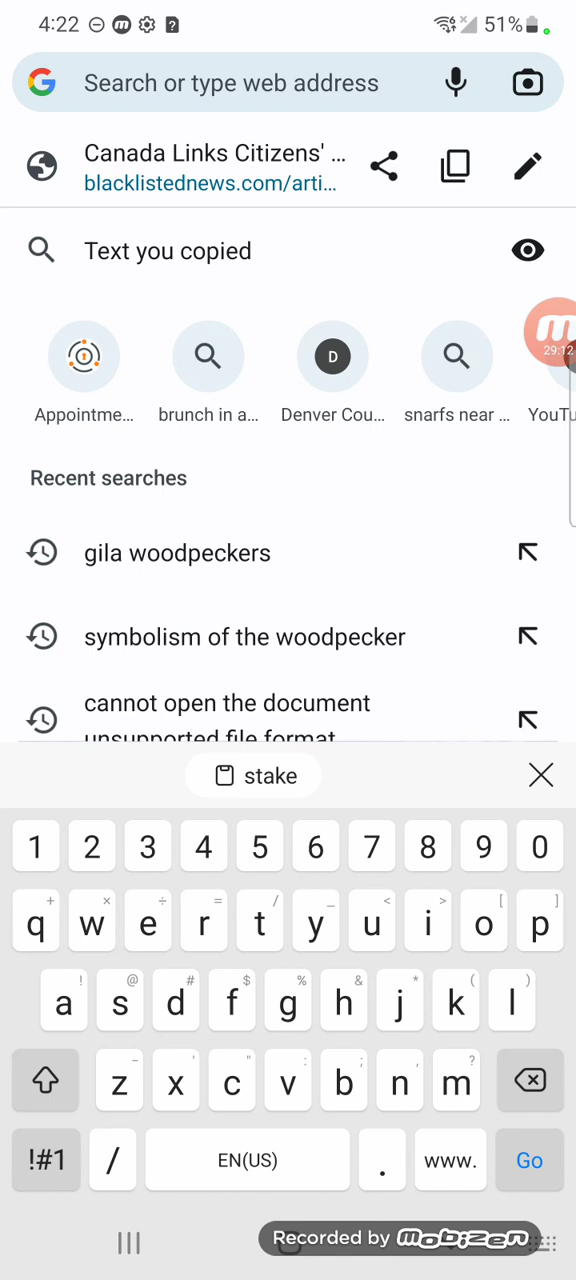 4:22
51%
Search or type web address
Canada Links Citizens' ...
blacklistednews.com/arti...
Text you copied
29:12
D
Appointme...
brunch in a...
Denver Cou...
snarfs near ...
YouTu
Recent searches
gila woodpeckers
symbolism of the woodpecker
cannot open the document
unsupported file format
stake
1 2 3 4 5 6 7 8 9 0
+ × ÷ = / _ < > [ ]
q w e r t y u i o p
! @ # $ % & * ( )
a s d f g h j k l
- ' " : ; , ?
z x c v b n m
!#1 / EN(US) . www. Go
Recorded by mobizen